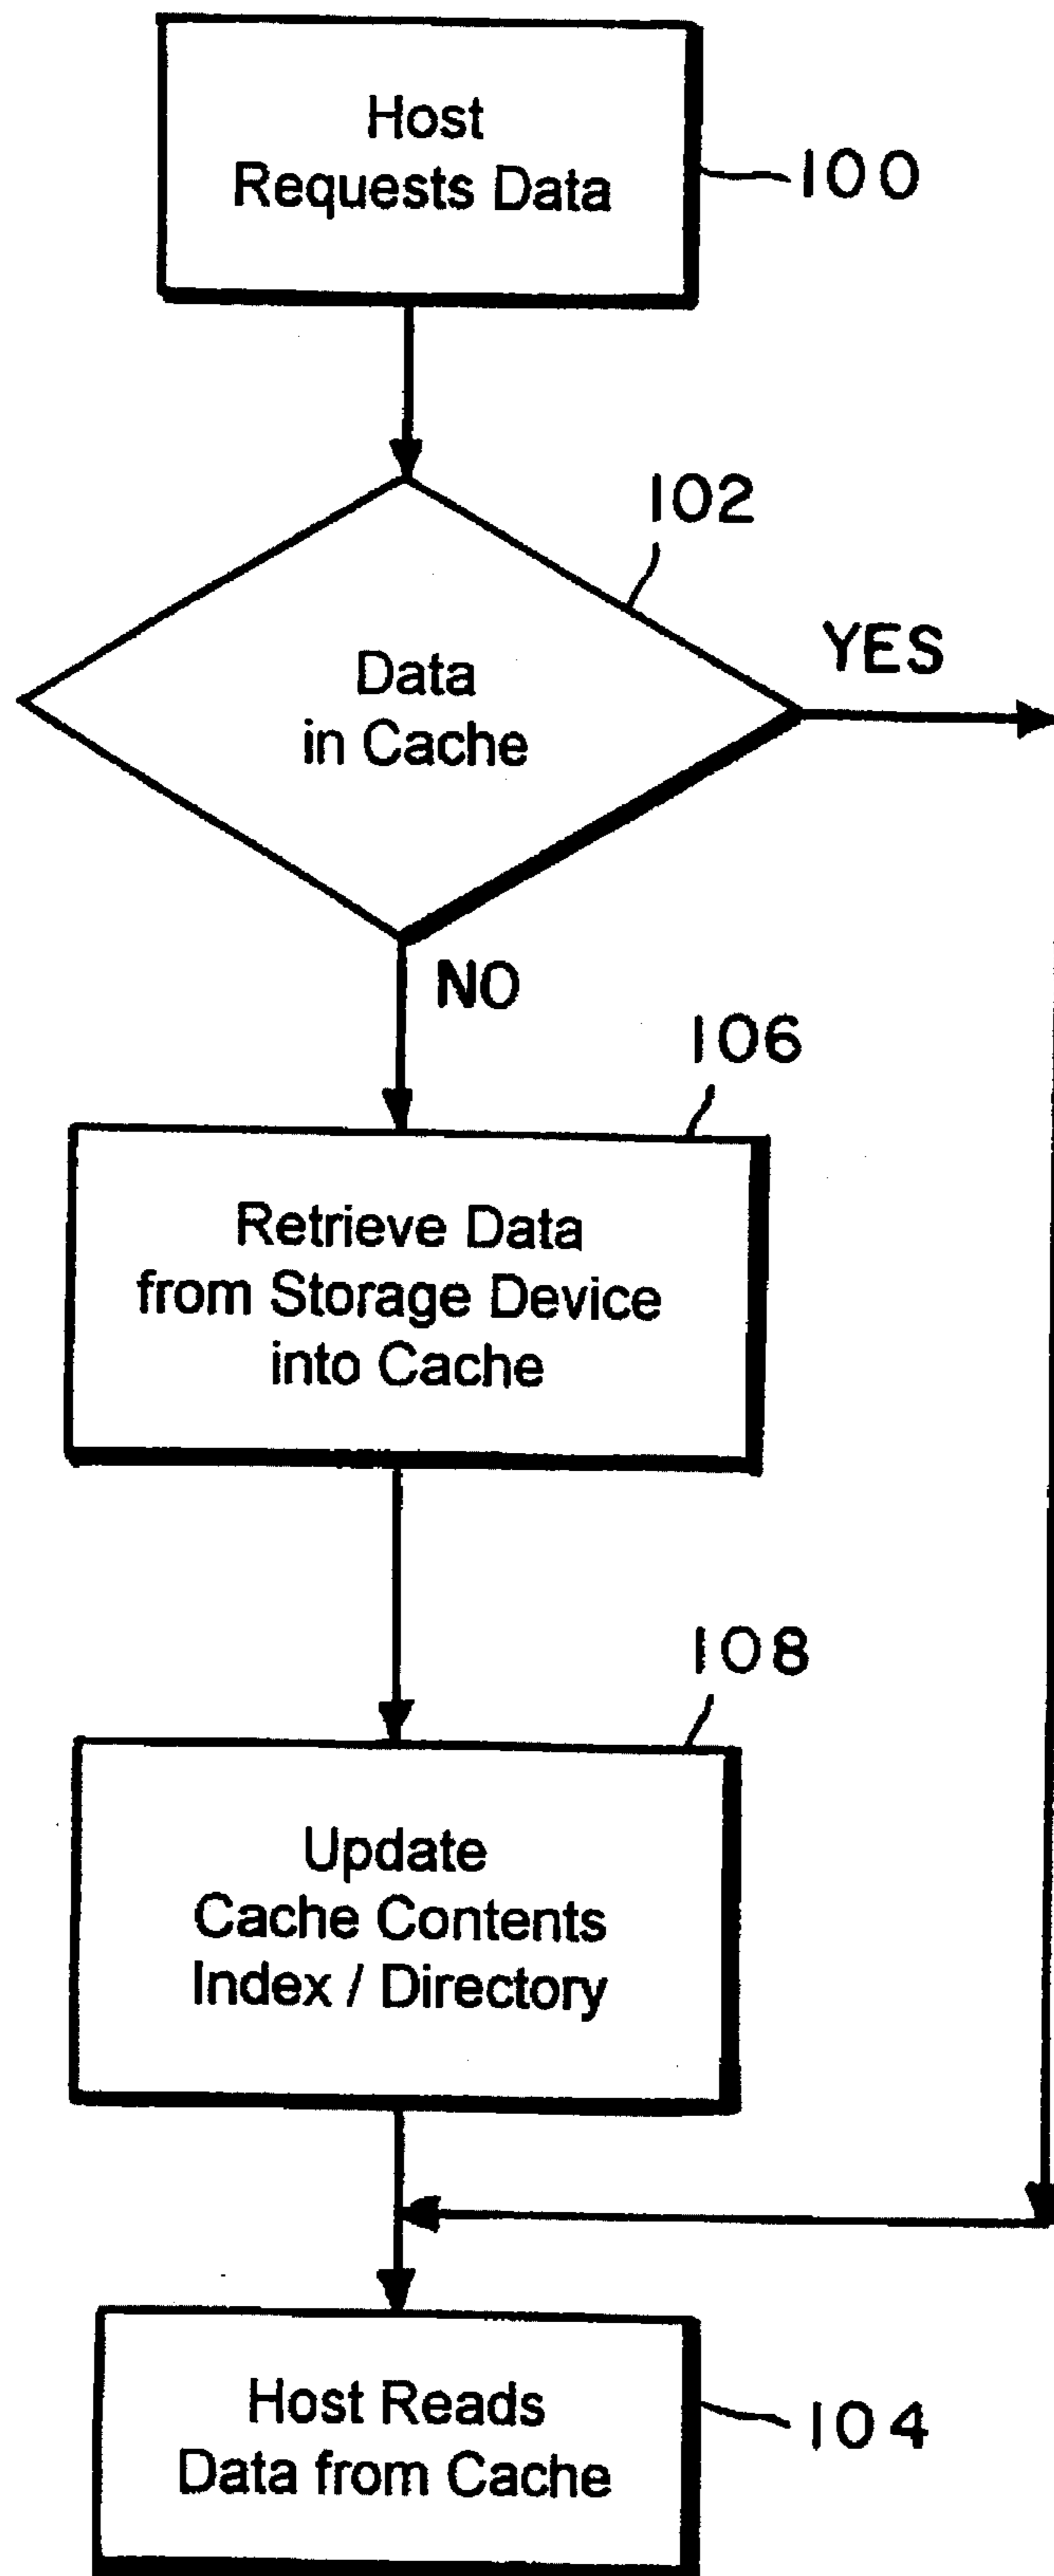 Host
Requests Data
100
102
Data
in Cache
YES
NO
106
Retrieve Data
from Storage Device
into Cache
108
Update
Cache Contents
Index / Directory
Host Reads
Data from Cache
104